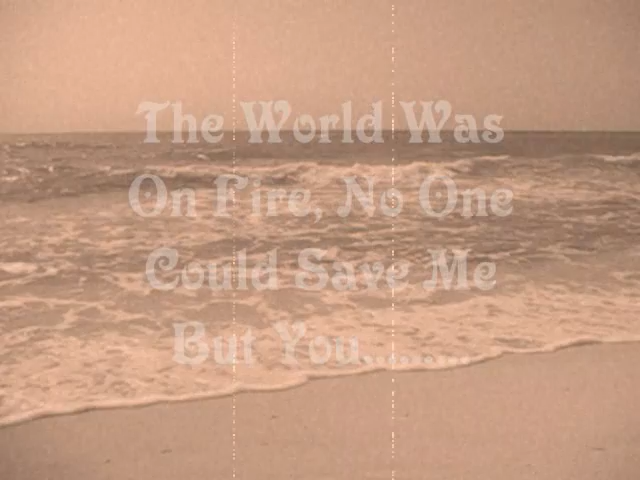 The World Was
On Fire, No One
Could Save Me
But You.......